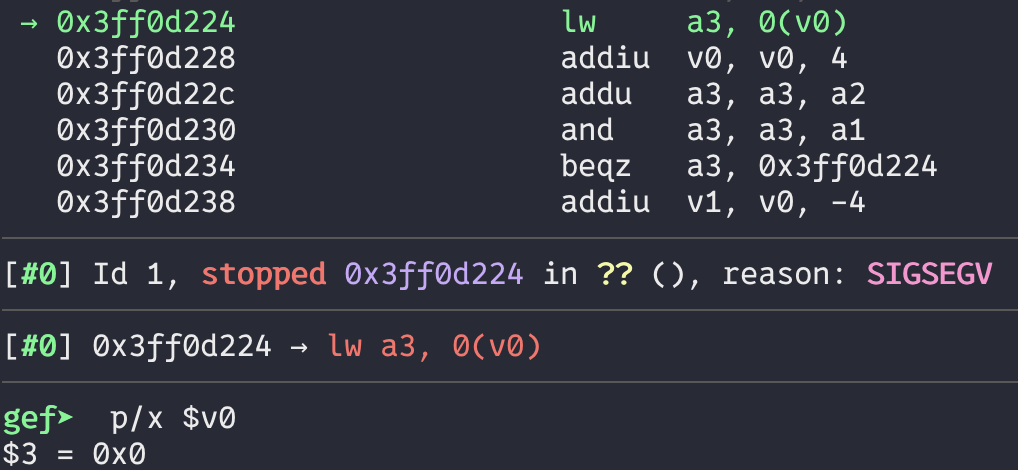 → 0x3ff0d224 lw a3, 0(v0)
0x3ff0d228 addiu v0, v0, 4
0x3ff0d22c addu a3, a3, a2
0x3ff0d230 and a3, a3, a1
0x3ff0d234 beqz a3, 0x3ff0d224
0x3ff0d238 addiu v1, v0, -4
[#0] Id 1, stopped 0x3ff0d224 in ?? (), reason: SIGSEGV
[#0] 0x3ff0d224 → lw a3, 0(v0)
gef➤ p/x $v0
$3 = 0x0